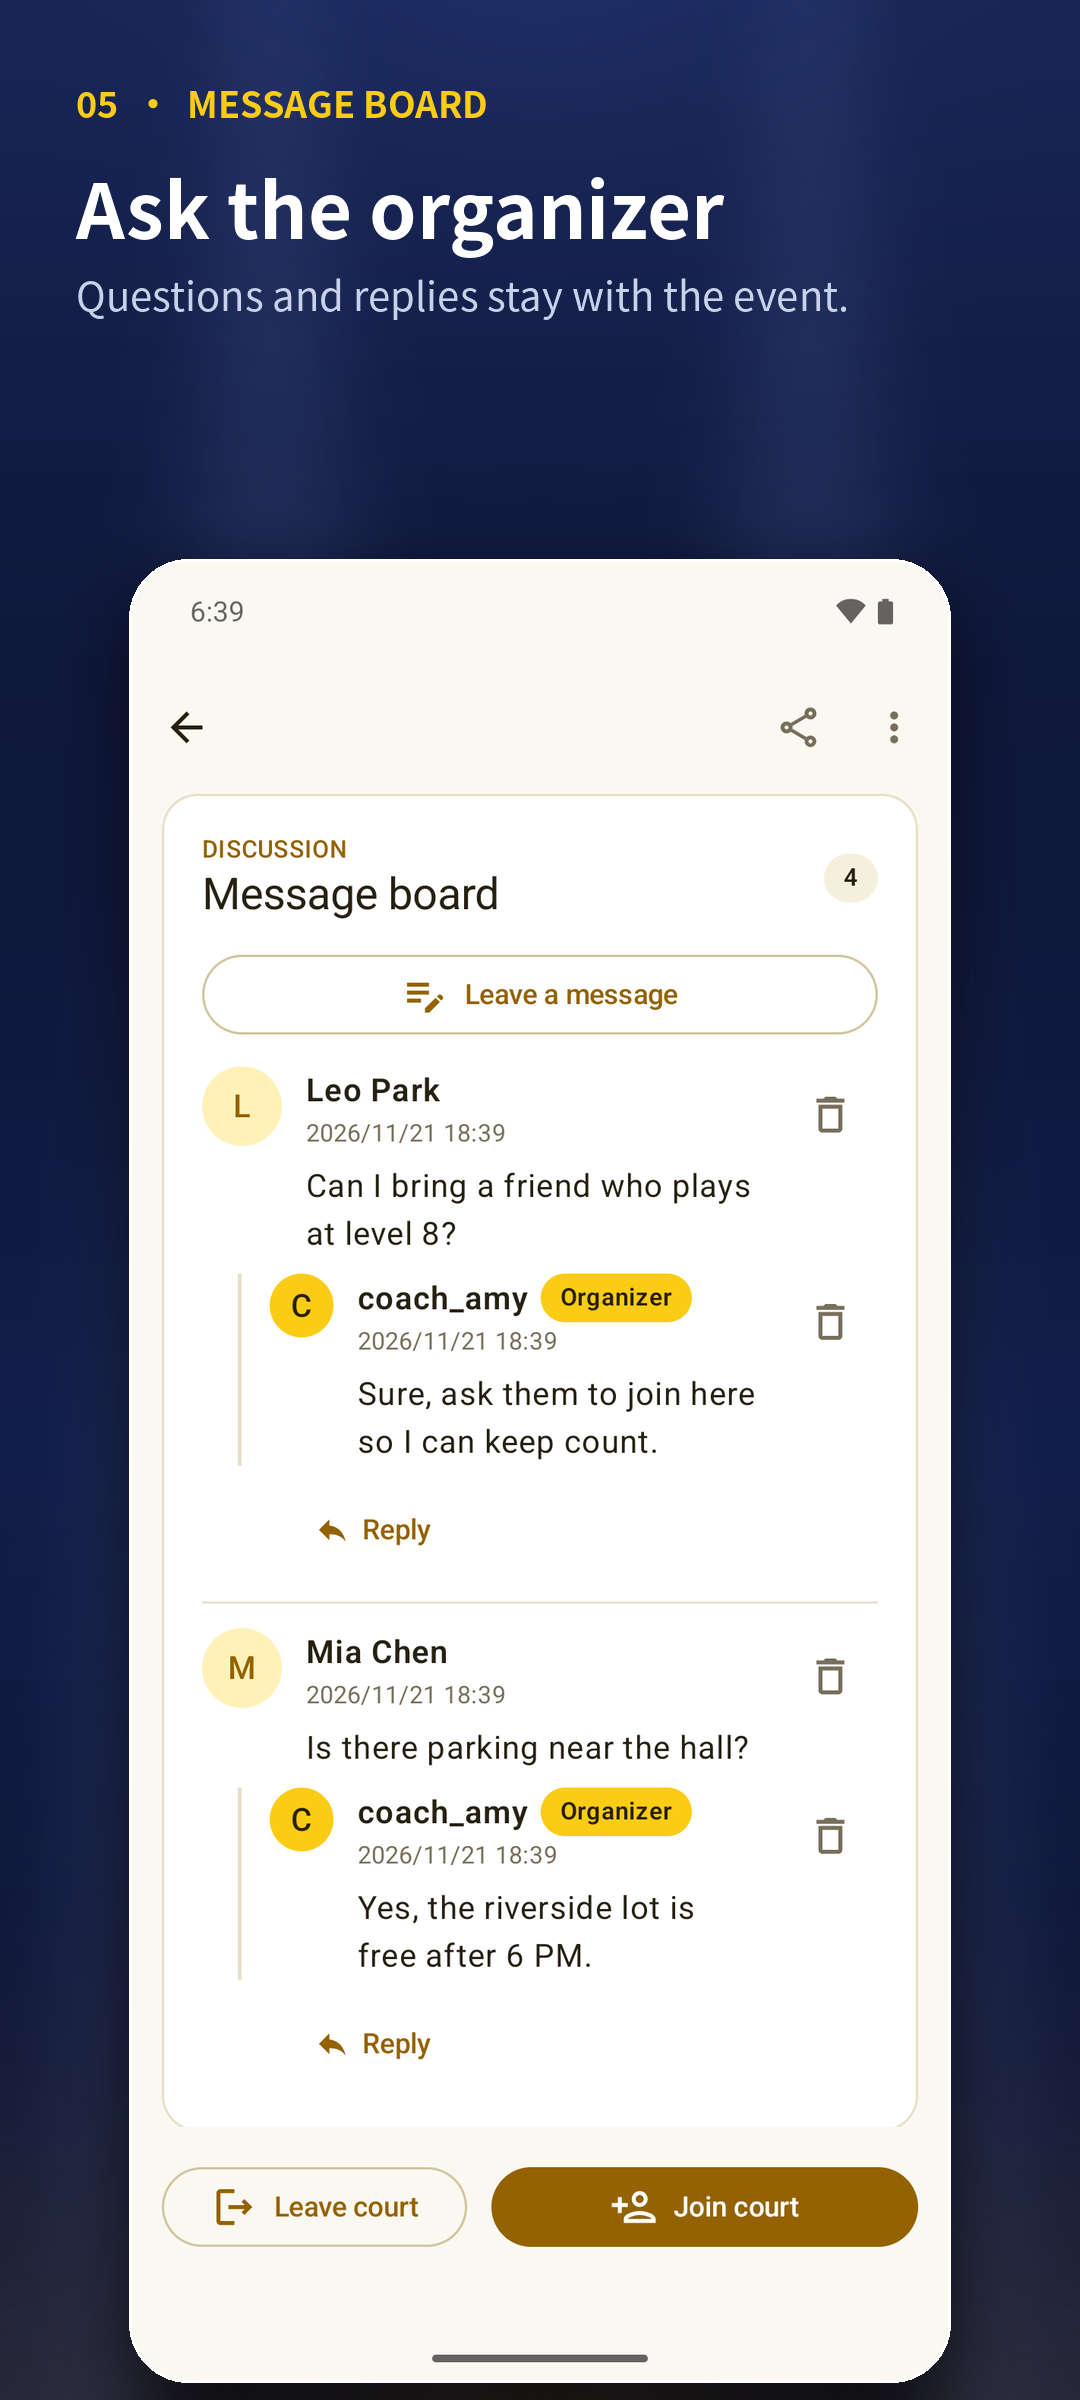 05 • MESSAGE BOARD
Ask the organizer
Questions and replies stay with the event.
6:39
DISCUSSION
Message board
4
Leave a message
L
Leo Park
2026/11/21 18:39
Can I bring a friend who plays
at level 8?
C
coach_amy Organizer
2026/11/21 18:39
Sure, ask them to join here
so I can keep count.
Reply
M
Mia Chen
2026/11/21 18:39
Is there parking near the hall?
C
coach_amy Organizer
2026/11/21 18:39
Yes, the riverside lot is
free after 6 PM.
Reply
Leave court
Join court